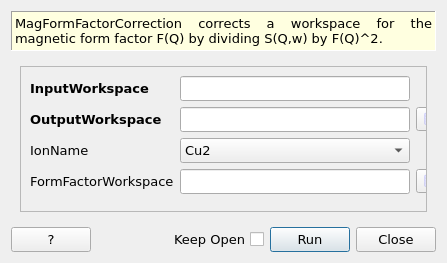 MagFormFactorCorrection corrects a workspace for the
magnetic form factor F(Q) by dividing S(Q,w) by F(Q)^2.
InputWorkspace
OutputWorkspace
IonName Cu2
FormFactorWorkspace
? Keep Open Run Close